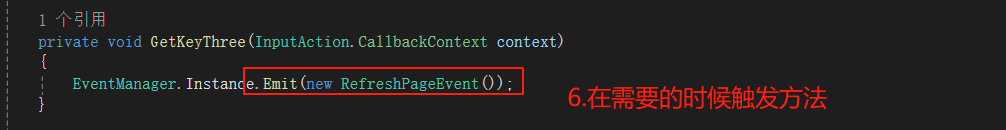 1 个引用
private void GetKeyThree(InputAction.CallbackContext context)
{
EventManager.Instance.Emit(new RefreshPageEvent());
6.在需要的时候触发方法
}